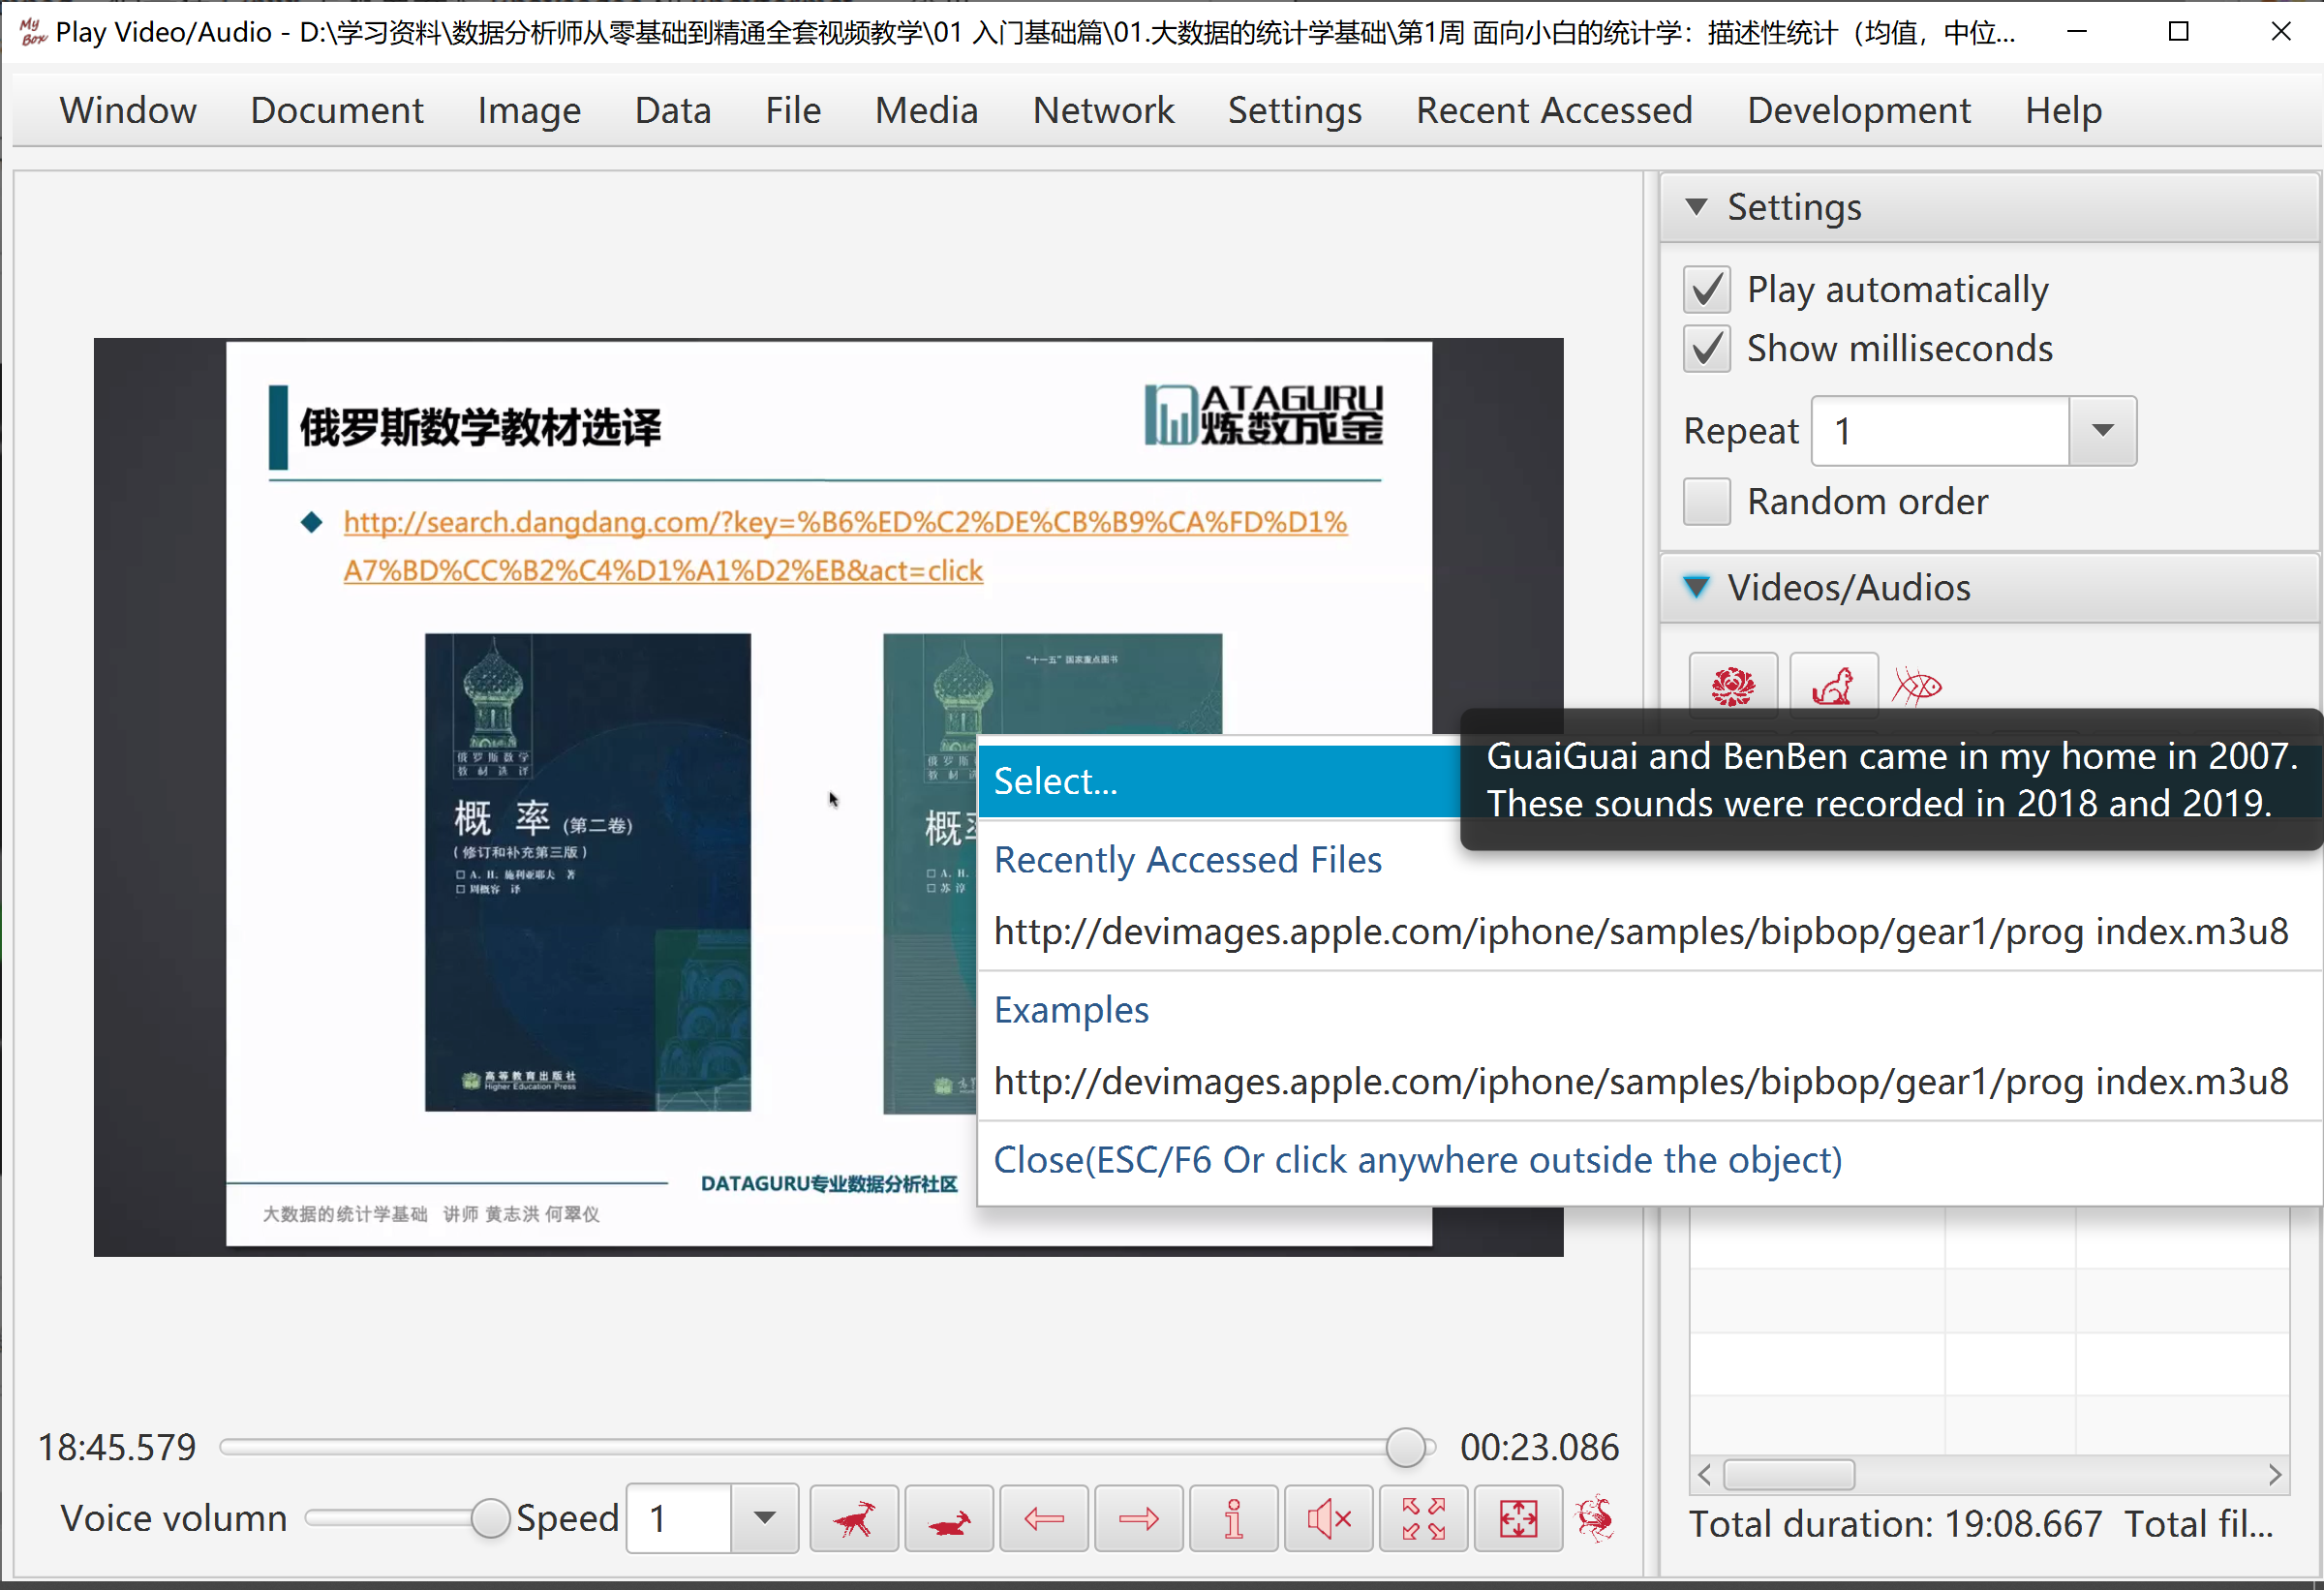 My Box Play Video/Audio - D:\学习资料\数据分析师从零基础到精通全套视频教学\01 入门基础篇\01.大数据的统计学基础\第1周 面向小白的统计学：描述性统计（均值，中位...
Window Document Image Data File Media Network Settings Recent Accessed Development Help
俄罗斯数学教材选译
DATAGURU
炼数成金
http://search.dangdang.com/?key=%B6%ED%C2%DE%CB%B9%CA%FD%D1%
A7%BD%CC%B2%C4%D1%A1%D2%EB&act=click
俄罗斯数学
教材选译
概 率 (第二卷)
(修订和补充第三版)
A. H. 施利亚耶夫 著
周概容 译
高等教育出版社
Higher Education Press
"十一五"国家重点图书
俄罗斯
教材
概率
A. H.
苏淳
DATAGURU专业数据分析社区
大数据的统计学基础 讲师 黄志洪 何翠仪
18:45.579 00:23.086
Voice volumn Speed 1
Settings
Play automatically
Show milliseconds
Repeat 1
Random order
Videos/Audios
GuaiGuai and BenBen came in my home in 2007.
These sounds were recorded in 2018 and 2019.
Select...
Recently Accessed Files
http://devimages.apple.com/iphone/samples/bipbop/gear1/prog index.m3u8
Examples
http://devimages.apple.com/iphone/samples/bipbop/gear1/prog index.m3u8
Close(ESC/F6 Or click anywhere outside the object)
Total duration: 19:08.667 Total fil...